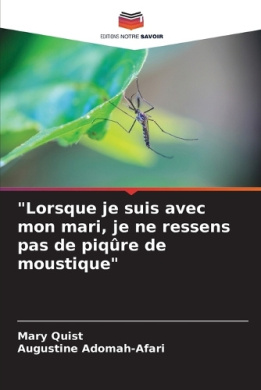 EDITIONS NOTRE SAVOIR
"Lorsque je suis avec
mon mari, je ne ressens
pas de piqûre de
moustique"
Mary Quist
Augustine Adomah-Afari